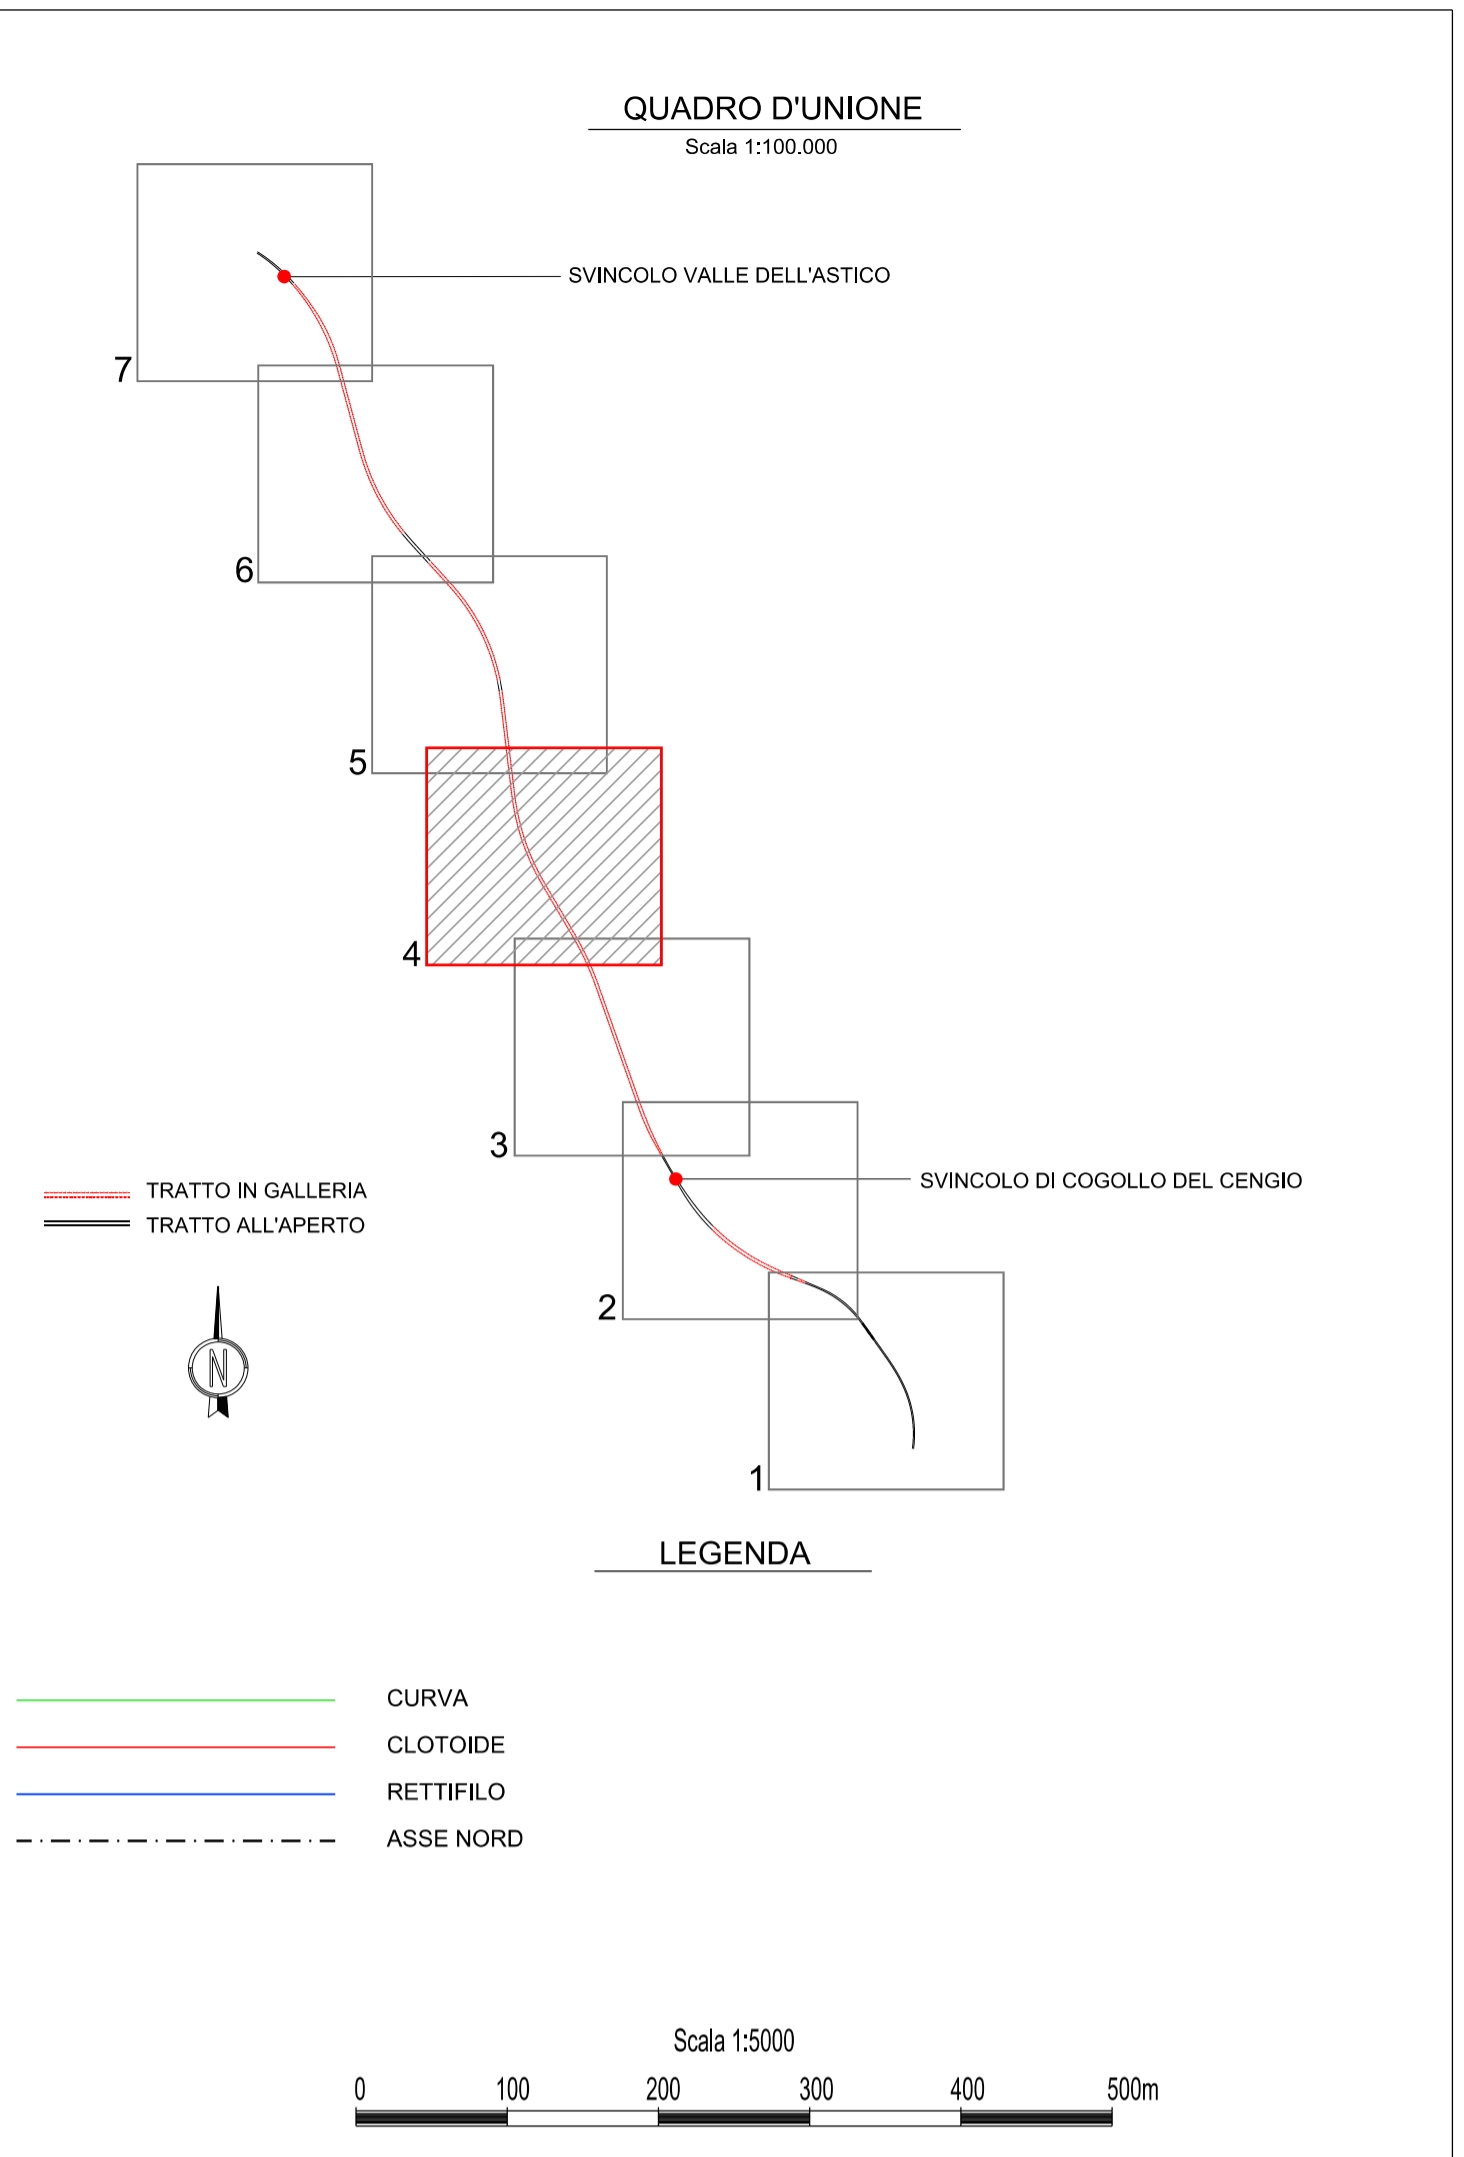 QUADRO D'UNIONE
Scala 1:100.000
SVINCOLO VALLE DELL'ASTICO
7
6
5
4
3
TRATTO IN GALLERIA
SVINCOLO DI COGOLLO DEL CENGIO
TRATTO ALL'APERTO
2
N
1
LEGENDA
CURVA
CLOTOIDE
RETTIFILO
ASSE NORD
Scala 1:5000
0 100 200 300 400 500m